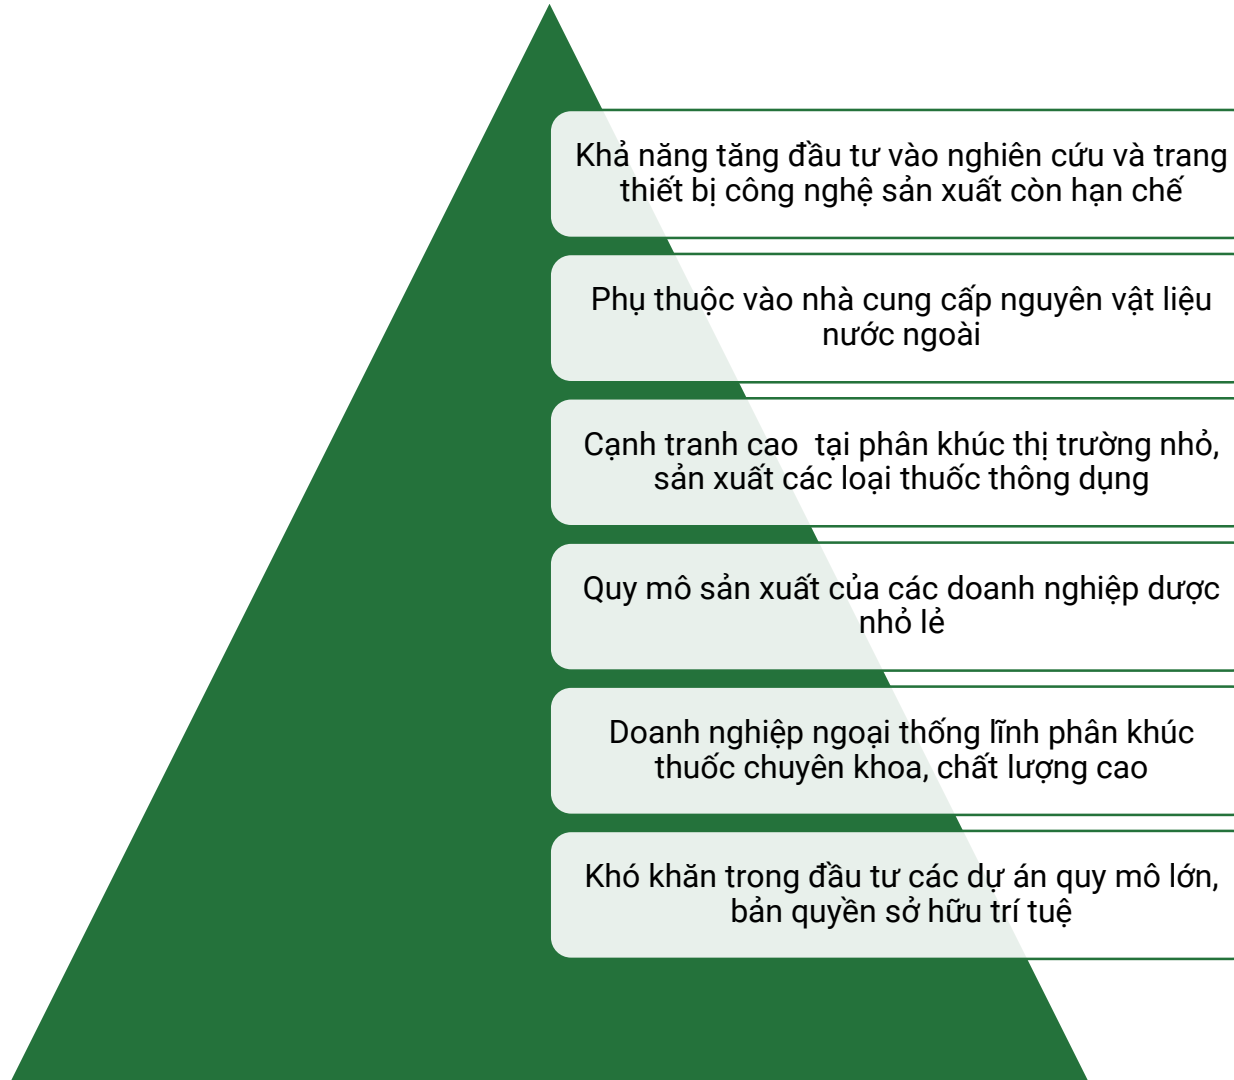 Khả năng tăng đầu tư vào nghiên cứu và trang
thiết bị công nghệ sản xuất còn hạn chế
Phụ thuộc vào nhà cung cấp nguyên vật liệu
nước ngoài
Cạnh tranh cao  tại phân khúc thị trường nhỏ,
sản xuất các loại thuốc thông dụng
Quy mô sản xuất của các doanh nghiệp dược
nhỏ lẻ
Doanh nghiệp ngoại thống lĩnh phân khúc
thuốc chuyên khoa, chất lượng cao
Khó khăn trong đầu tư các dự án quy mô lớn,
bản quyền sở hữu trí tuệ